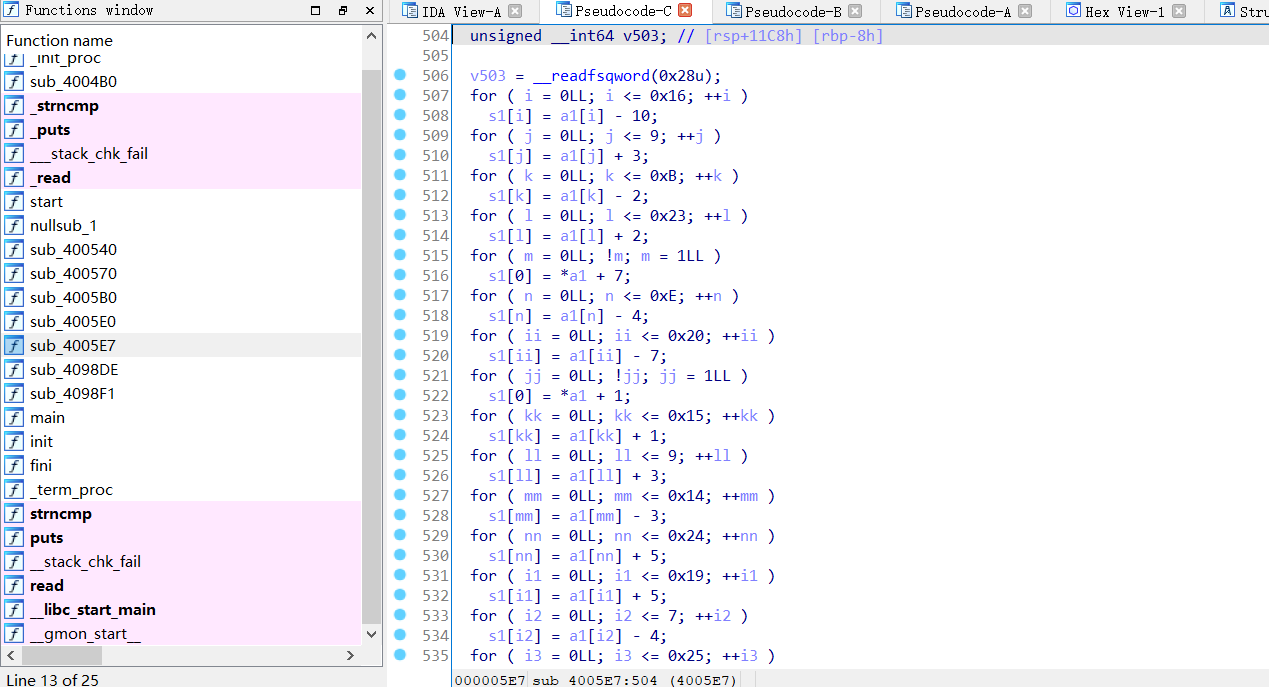 Functions window
Function name
_init_proc
sub_4004B0
_strncmp
_puts
___stack_chk_fail
_read
start
nullsub_1
sub_400540
sub_400570
sub_4005B0
sub_4005E0
sub_4005E7
sub_4098DE
sub_4098F1
main
init
fini
_term_proc
strncmp
puts
__stack_chk_fail
read
__libc_start_main
__gmon_start__
Line 13 of 25
IDA View-A Pseudocode-C Pseudocode-B Pseudocode-A Hex View-1 Stru
504 unsigned __int64 v503; // [rsp+11C8h] [rbp-8h]
505
506 v503 = __readfsqword(0x28u);
507 for ( i = 0LL; i <= 0x16; ++i )
508 s1[i] = a1[i] - 10;
509 for ( j = 0LL; j <= 9; ++j )
510 s1[j] = a1[j] + 3;
511 for ( k = 0LL; k <= 0xB; ++k )
512 s1[k] = a1[k] - 2;
513 for ( l = 0LL; l <= 0x23; ++l )
514 s1[l] = a1[l] + 2;
515 for ( m = 0LL; !m; m = 1LL )
516 s1[0] = *a1 + 7;
517 for ( n = 0LL; n <= 0xE; ++n )
518 s1[n] = a1[n] - 4;
519 for ( ii = 0LL; ii <= 0x20; ++ii )
520 s1[ii] = a1[ii] - 7;
521 for ( jj = 0LL; !jj; jj = 1LL )
522 s1[0] = *a1 + 1;
523 for ( kk = 0LL; kk <= 0x15; ++kk )
524 s1[kk] = a1[kk] + 1;
525 for ( ll = 0LL; ll <= 9; ++ll )
526 s1[ll] = a1[ll] + 3;
527 for ( mm = 0LL; mm <= 0x14; ++mm )
528 s1[mm] = a1[mm] - 3;
529 for ( nn = 0LL; nn <= 0x24; ++nn )
530 s1[nn] = a1[nn] + 5;
531 for ( i1 = 0LL; i1 <= 0x19; ++i1 )
532 s1[i1] = a1[i1] + 5;
533 for ( i2 = 0LL; i2 <= 7; ++i2 )
534 s1[i2] = a1[i2] - 4;
535 for ( i3 = 0LL; i3 <= 0x25; ++i3 )
000005E7 sub_4005E7:504 (4005E7)